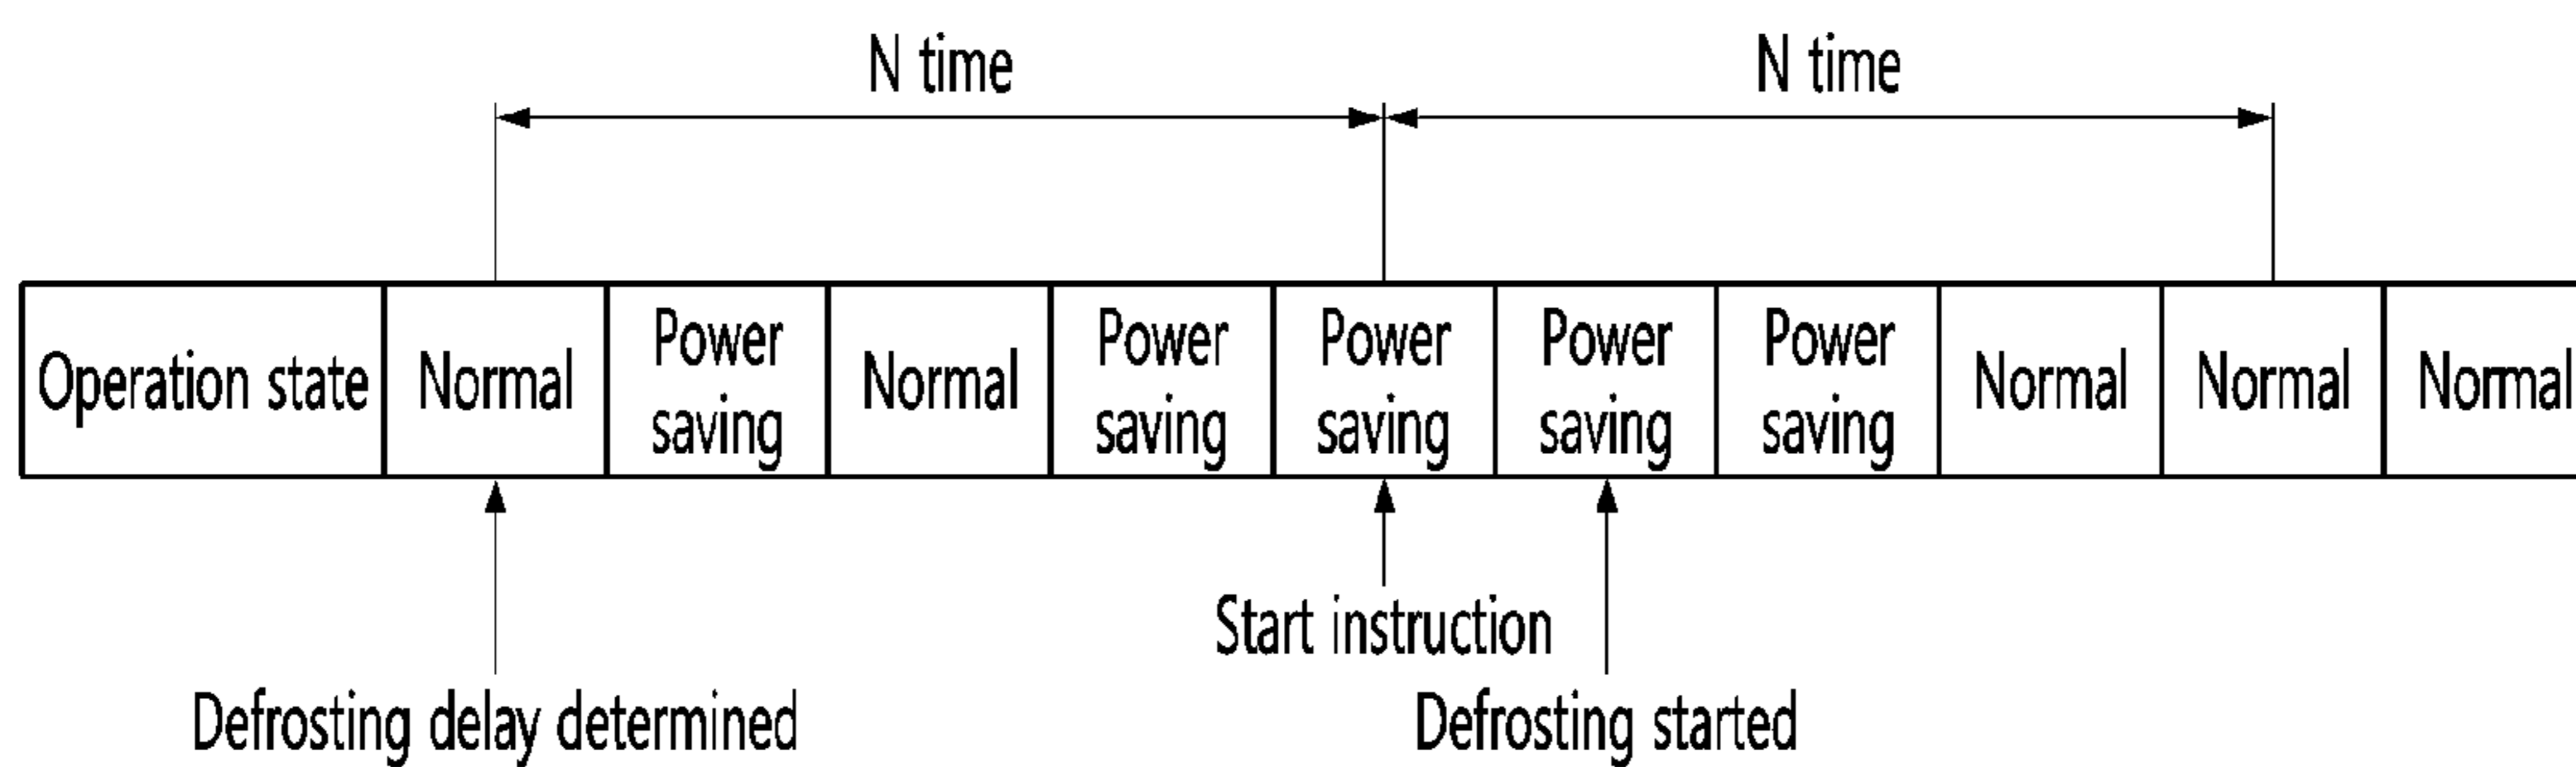 N time
N time
Operation state
Normal
Power
saving
Normal
Power
saving
Power
saving
Power
saving
Power
saving
Normal
Normal
Normal
Start instruction
Defrosting delay determined
Defrosting started